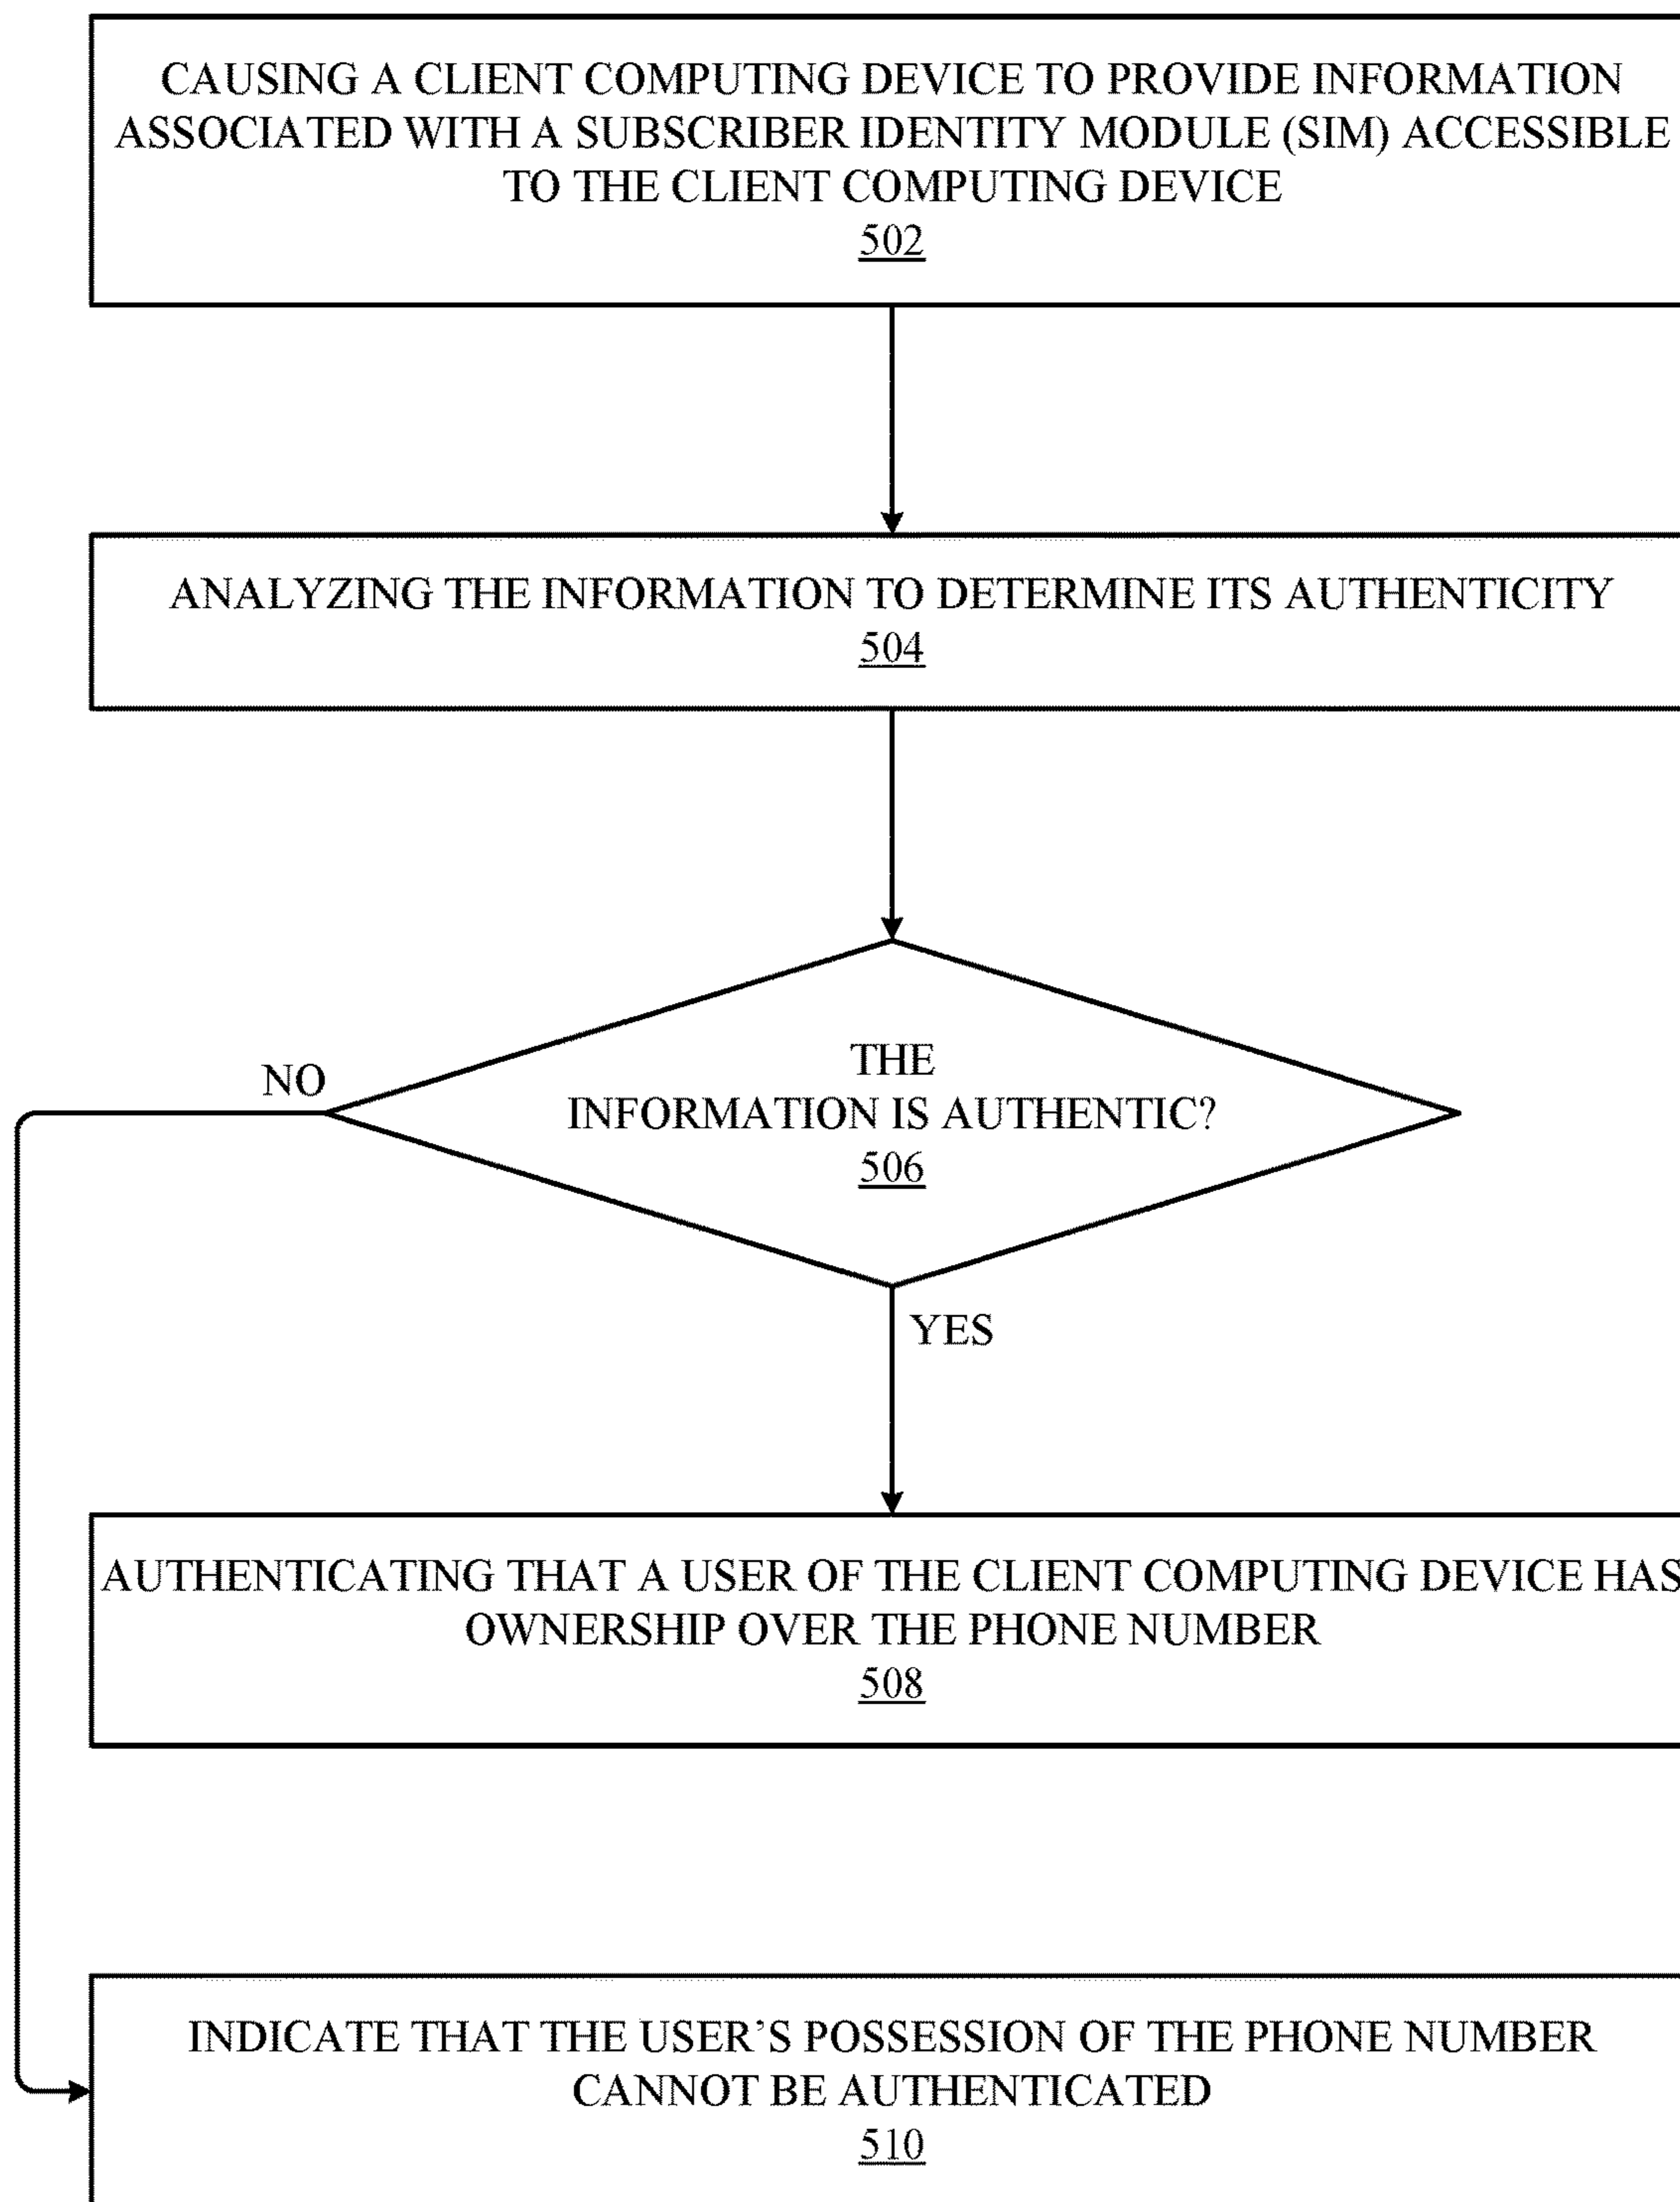 CAUSING A CLIENT COMPUTING DEVICE TO PROVIDE INFORMATION
ASSOCIATED WITH A SUBSCRIBER IDENTITY MODULE (SIM) ACCESSIBLE
TO THE CLIENT COMPUTING DEVICE
502
ANALYZING THE INFORMATION TO DETERMINE ITS AUTHENTICITY
504
THE
INFORMATION IS AUTHENTIC?
506
NO
YES
AUTHENTICATING THAT A USER OF THE CLIENT COMPUTING DEVICE HAS
OWNERSHIP OVER THE PHONE NUMBER
508
INDICATE THAT THE USER’S POSSESSION OF THE PHONE NUMBER
CANNOT BE AUTHENTICATED
510